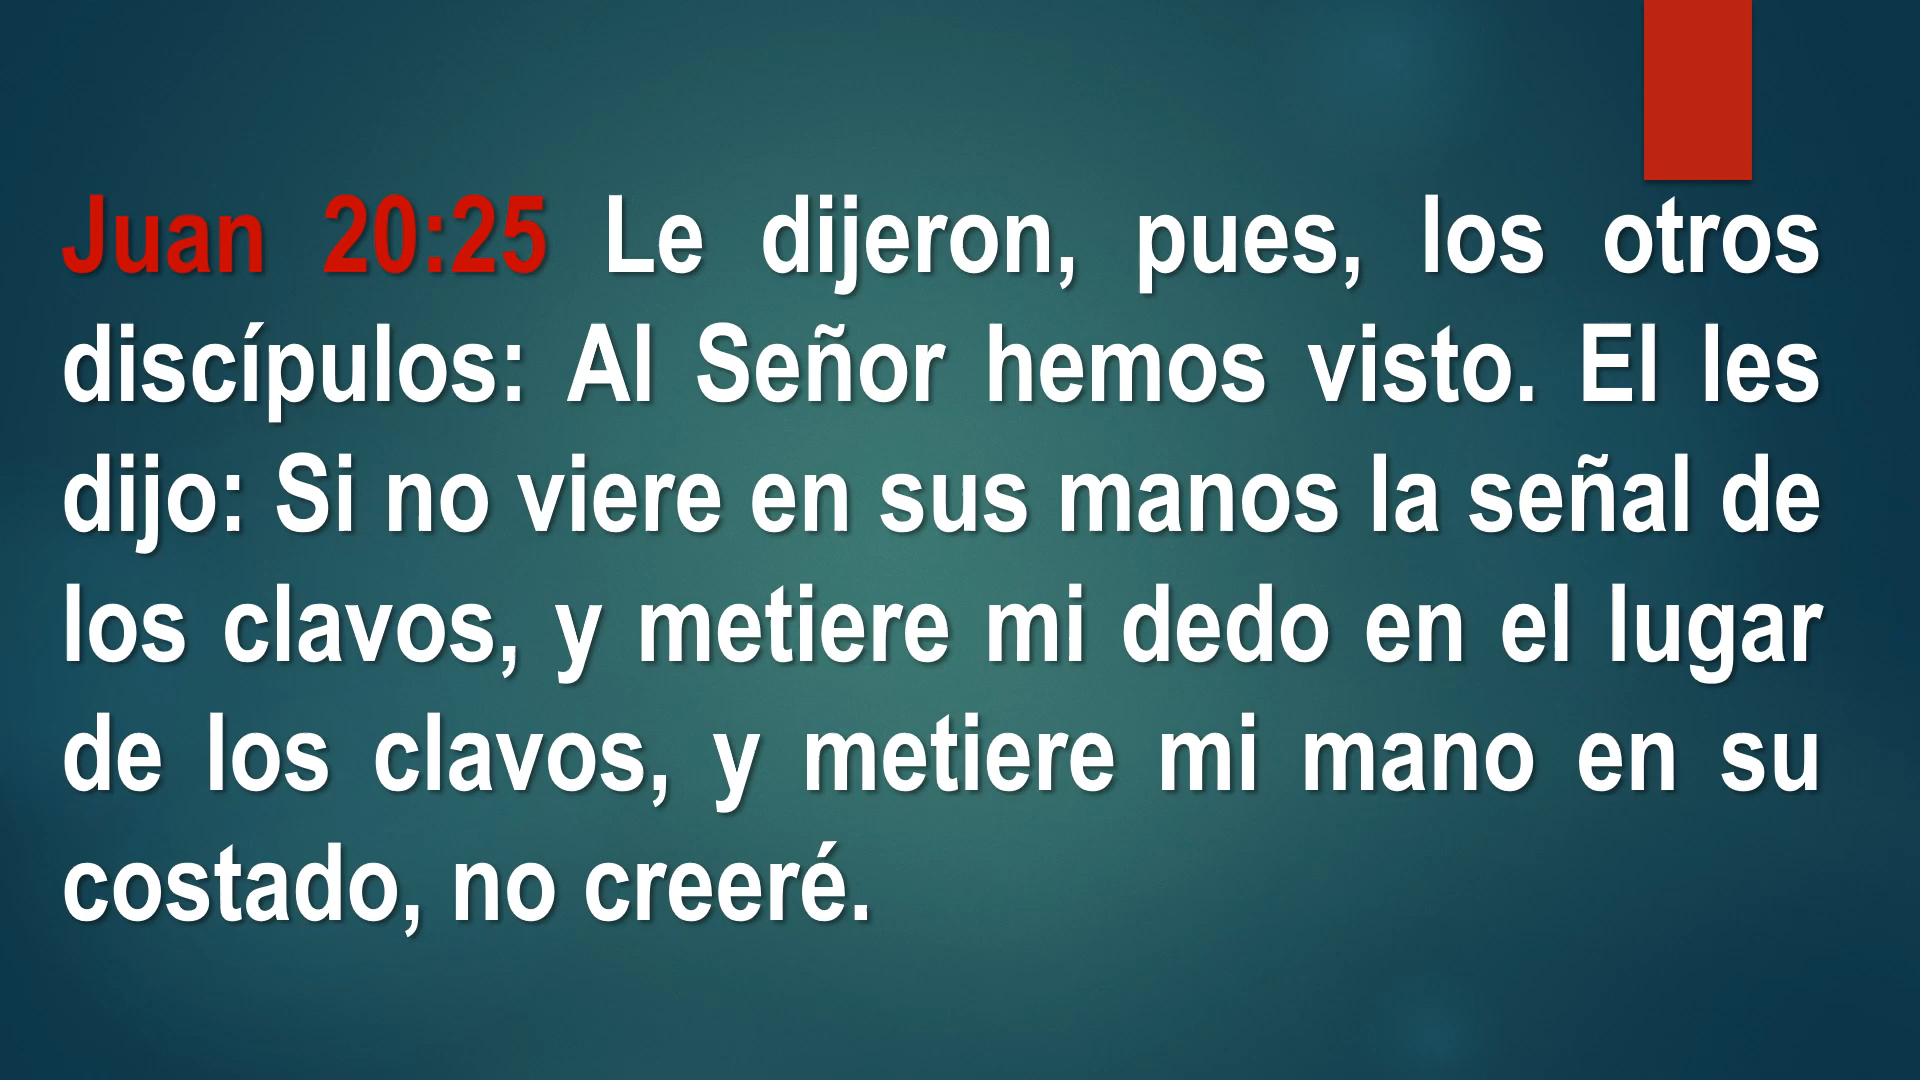 Juan 20:25 Le dijeron, pues, los otros
discípulos: Al Señor hemos visto. El les
dijo: Si no viere en sus manos la señal de
los clavos, y metiere mi dedo en el lugar
de los clavos, y metiere mi mano en su
costado, no creeré.